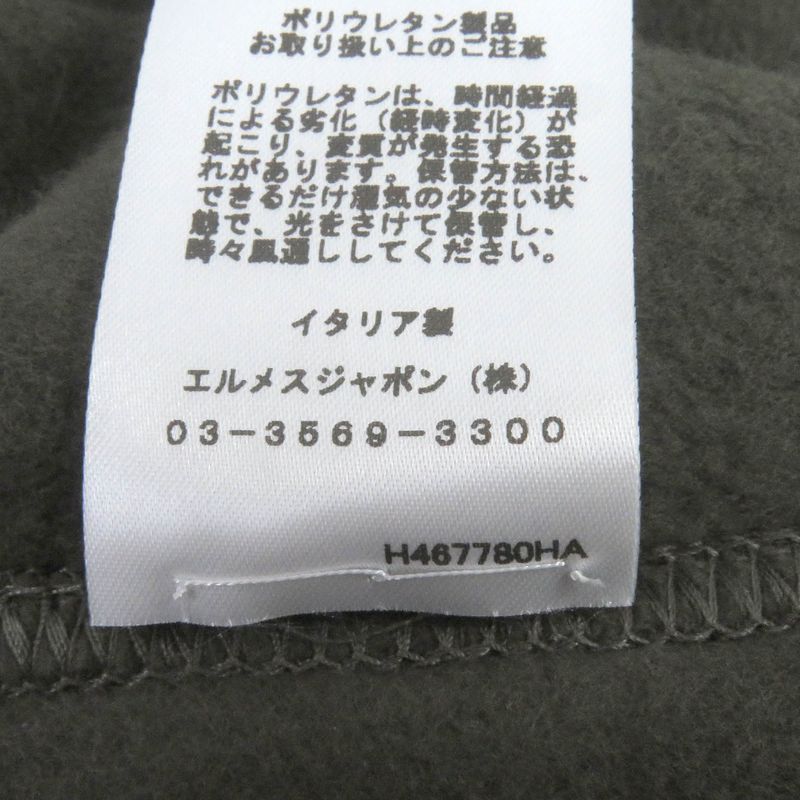 ポリウレタン製品
お取り扱い上のご注意
ポリウレタンは、時間経過
による劣化（経時変化）が
起こり、変質が発生する恐
れがあります。保管方法は、
できるだけ湿気の少ない状
態で、光をさけて保管し、
時々風通ししてください。
イタリア製
エルメスジャポン（株）
03-3569-3300
H467780HA